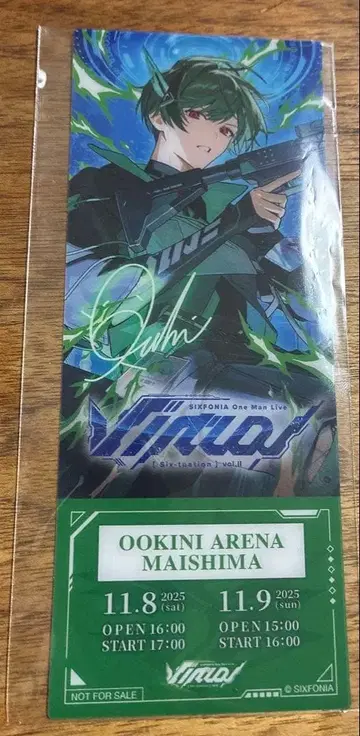 SIXFONIA One Man Live
[ Six-tuation ] vol.II
OOKINI ARENA
MAISHIMA
11.8 2025 (sat)
11.9 2025 (sun)
OPEN 16:00
START 17:00
OPEN 15:00
START 16:00
NOT FOR SALE
© SIXFONIA